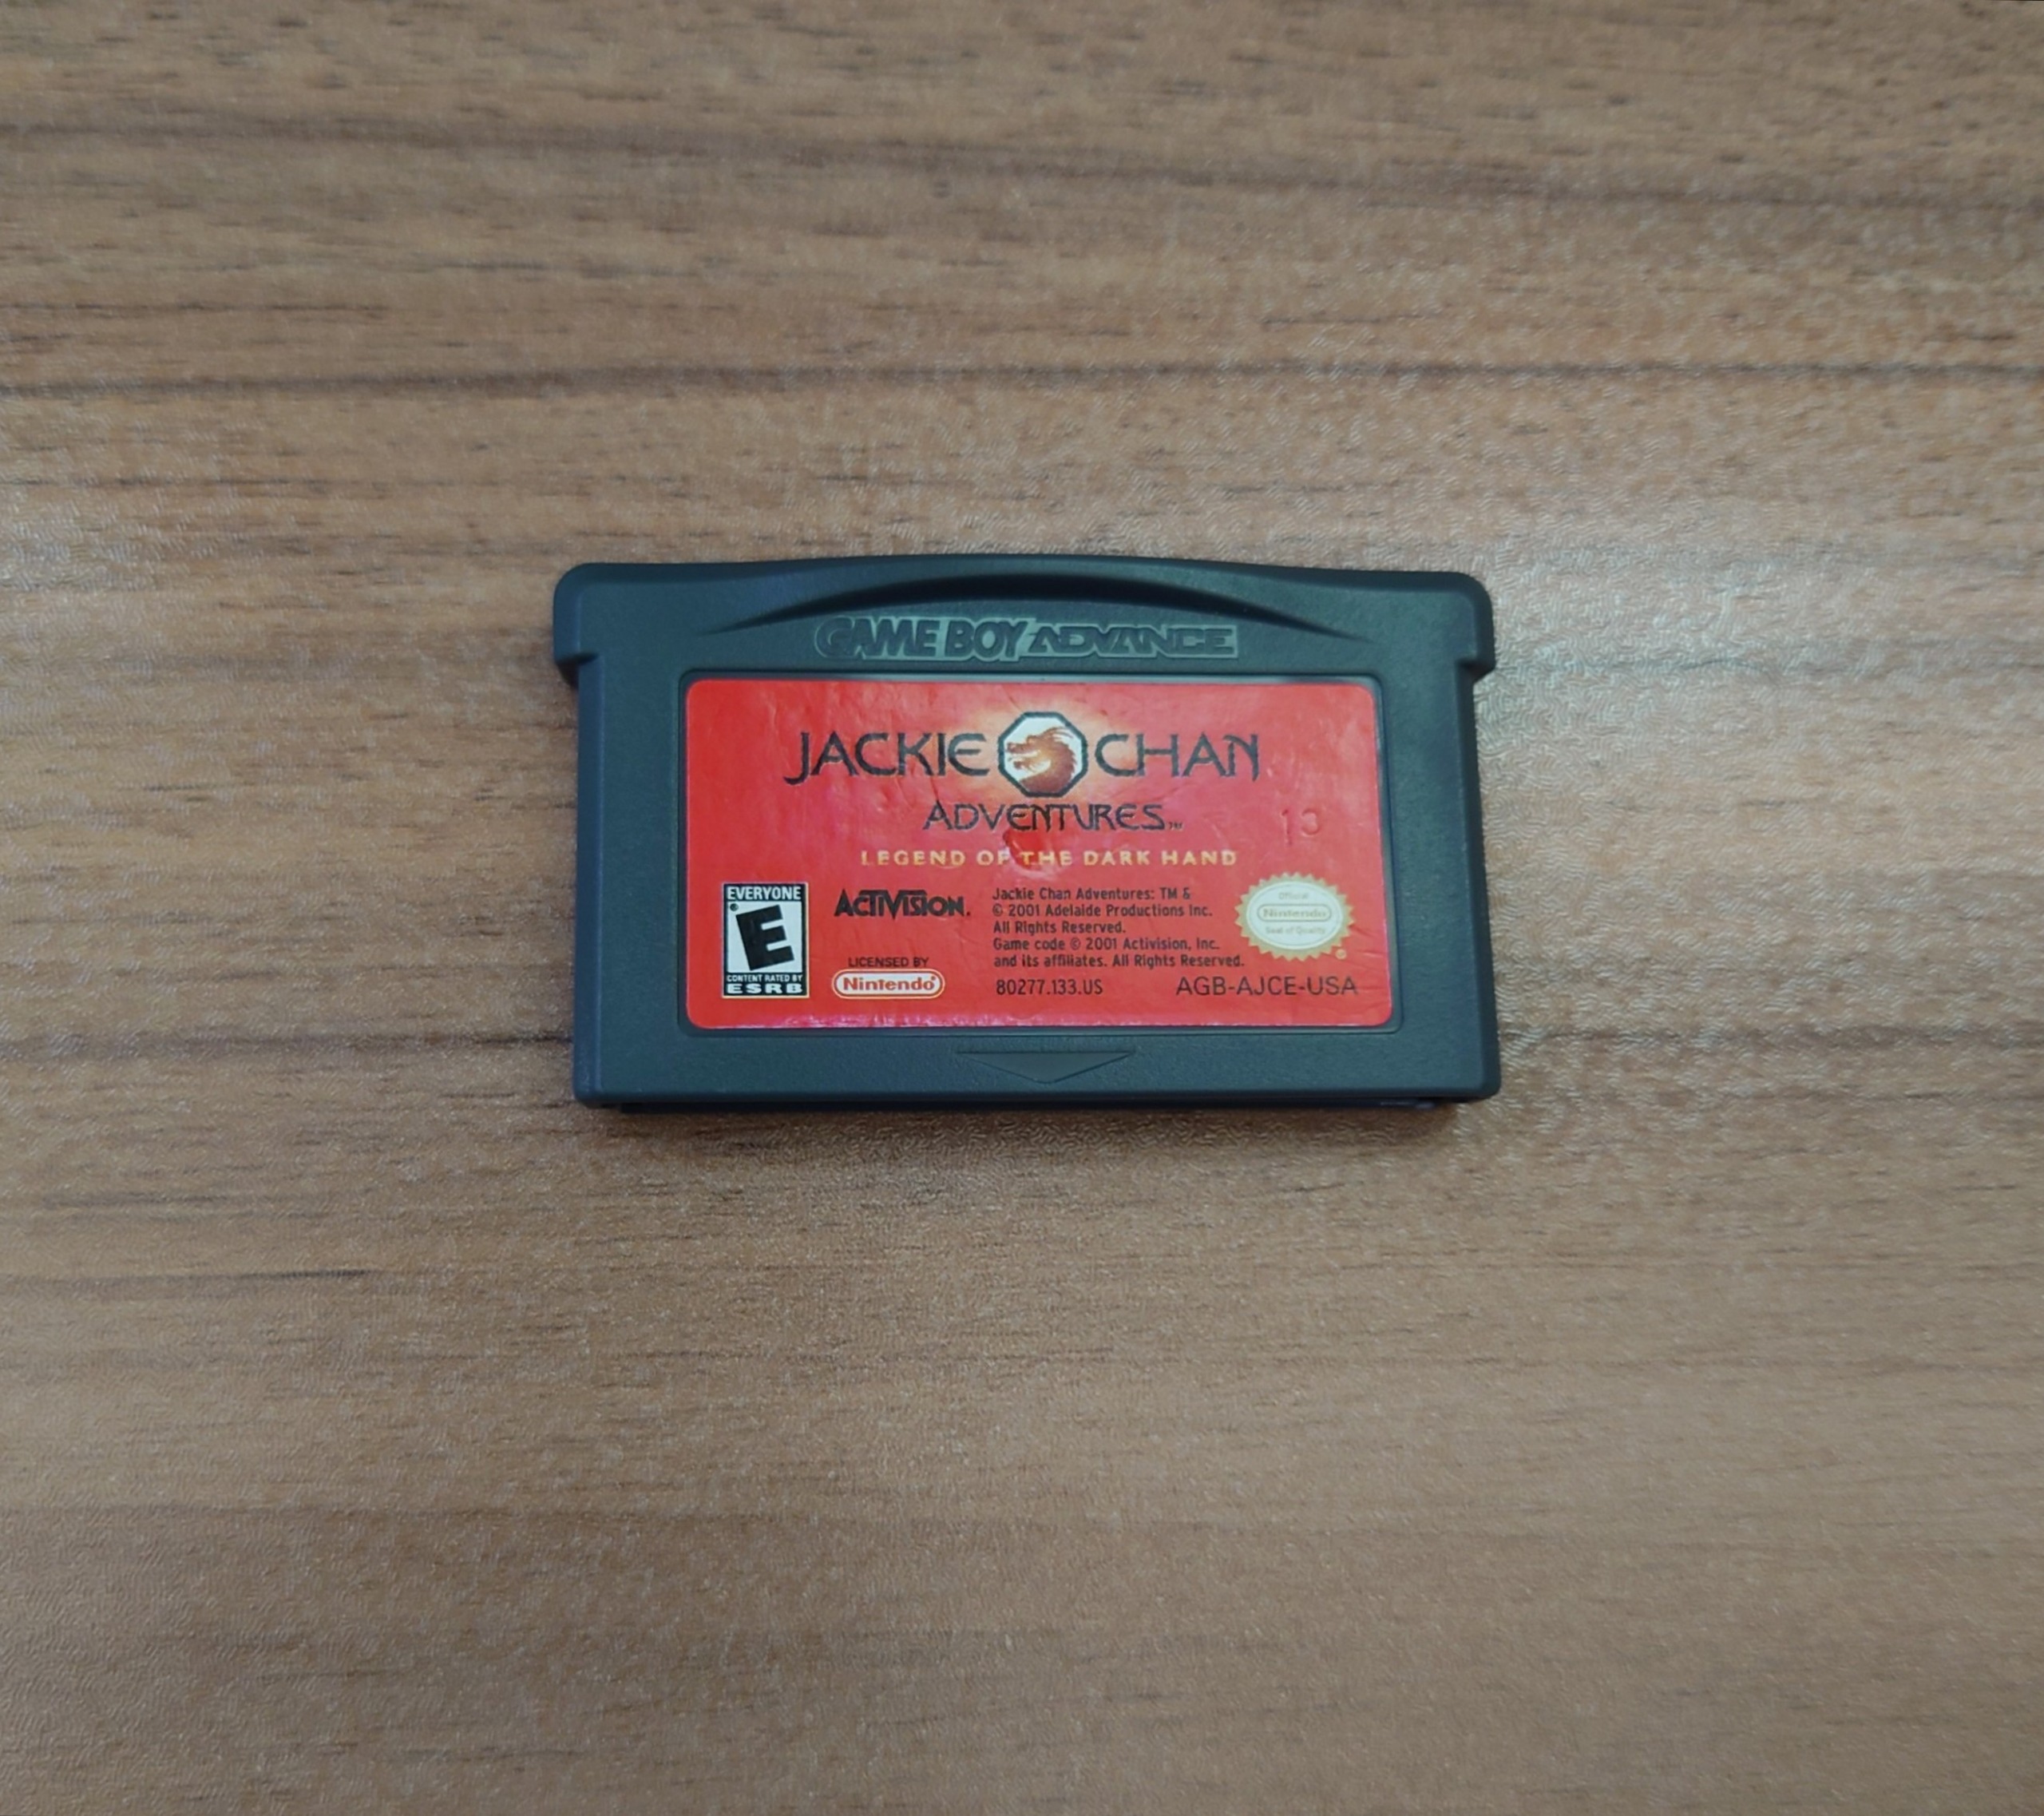 GAME BOY ADVANCE
JACKIE CHAN
ADVENTURES™
LEGEND OF THE DARK HAND
13
EVERYONE
E
CONTENT RATED BY
ESRB
ACTIVISION®
LICENSED BY
Nintendo®
Jackie Chan Adventures: TM &
© 2001 Adelaide Productions Inc.
All Rights Reserved.
Game code © 2001 Activision, Inc.
and its affiliates. All Rights Reserved.
80277.133.US
Official
Nintendo
Seal of Quality
AGB-AJCE-USA